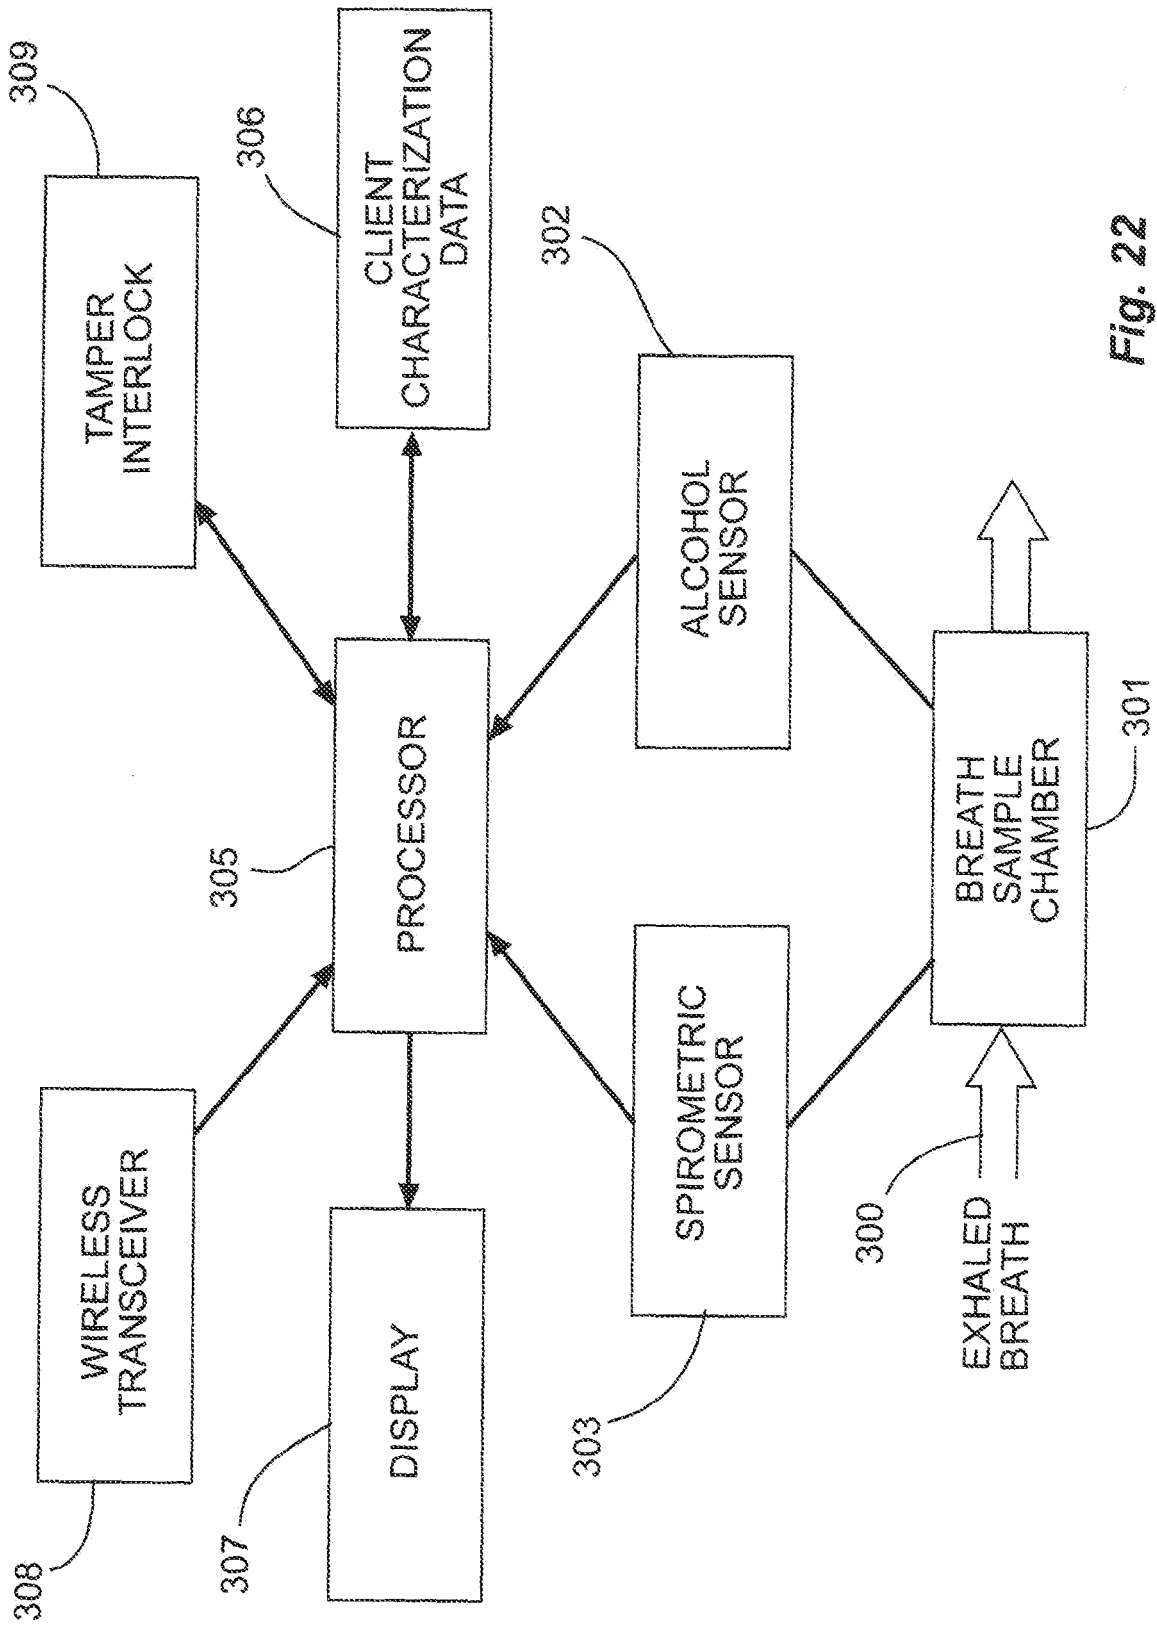 308
WIRELESS
TRANSCEIVER
309
TAMPER
INTERLOCK
307
DISPLAY
305
PROCESSOR
306
CLIENT
CHARACTERIZATION
DATA
303
SPIROMETRIC
SENSOR
302
ALCOHOL
SENSOR
300
EXHALED
BREATH
BREATH
SAMPLE
CHAMBER
301
Fig. 22